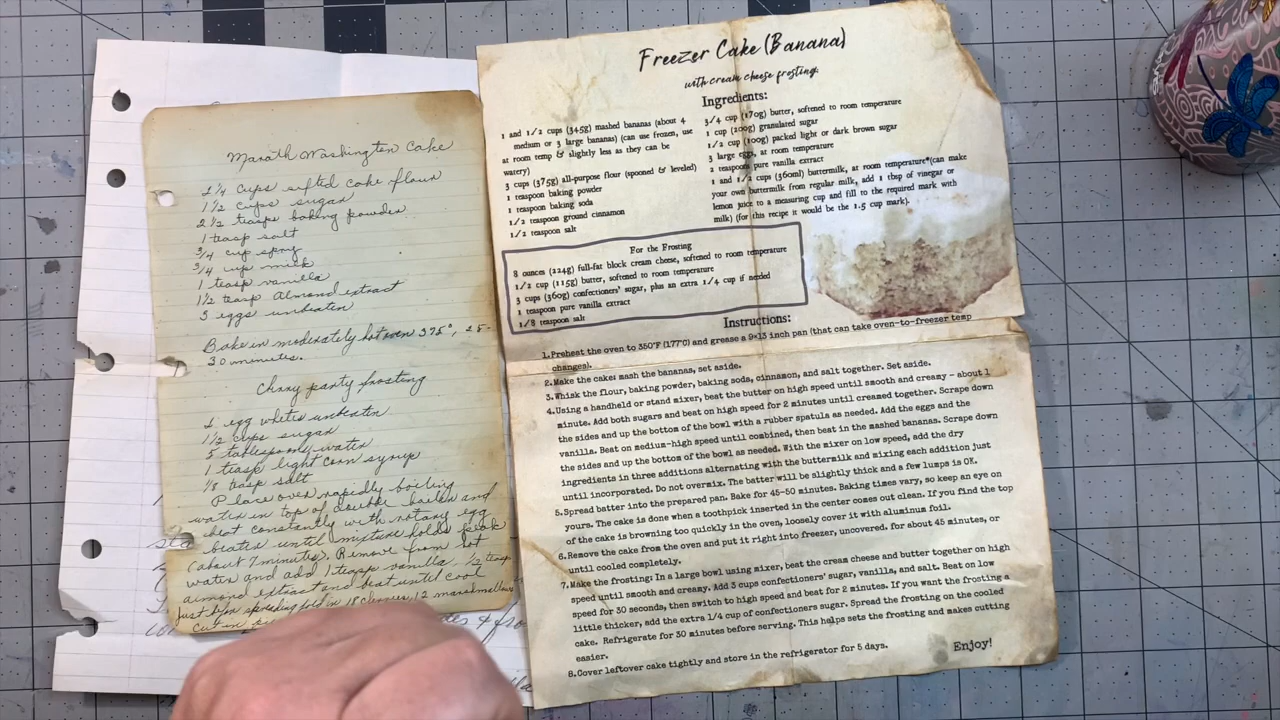 Marath Washington Cake
2 1/4 cups sifted cake flour
1 1/2 cups sugar
2 1/2 teasps baking powder
1 teasp salt
3/4 cup spry
3/4 cup milk
1 teasp vanilla
1 1/2 teasp Almond extract
3 eggs unbeaten
Bake in moderately hot oven 375°, 25-
30 minutes.
Cherry party frosting
2 egg whites unbeaten
1 1/2 cups sugar
5 tablespoons water
1 teasp light corn syrup
1/8 teasp salt
Place over rapidly boiling
water in top of double boiler and
beat constantly with rotary egg
beater until mixture holds peak
(about 7 minutes). Remove from hot
water and add 1 teasp vanilla - 1/2 teasp
almond extract and beat until cool
Just before spreading fold in 18 cherries, 12 marshmallows
cut in
Freezer Cake (Banana)
with cream cheese frosting.
Ingredients:
1 and 1/2 cups (345g) mashed bananas (about 4
medium or 3 large bananas) (can use frozen, use
at room temp & slightly less as they can be
watery)
3 cups (375g) all-purpose flour (spooned & leveled)
1 teaspoon baking powder
1 teaspoon baking soda
1/2 teaspoon ground cinnamon
1/2 teaspoon salt
3/4 cup (170g) butter, softened to room temperature
1 cup (200g) granulated sugar
1/2 cup (100g) packed light or dark brown sugar
3 large eggs, at room temperature
2 teaspoons pure vanilla extract
1 and 1/2 cups (360ml) buttermilk, at room temperature*(can make
your own buttermilk from regular milk, add 1 tbsp of vinegar or
lemon juice to a measuring cup and fill to the required mark with
milk) (for this recipe it would be the 1.5 cup mark).
For the Frosting
8 ounces (224g) full-fat block cream cheese, softened to room temperature
1/2 cup (115g) butter, softened to room temperature
3 cups (360g) confectioners' sugar, plus an extra 1/4 cup if needed
1 teaspoon pure vanilla extract
1/8 teaspoon salt
Instructions:
1.Preheat the oven to 350°F (177°C) and grease a 9×13 inch pan (that can take oven-to-freezer temp
changes).
2.Make the cake: mash the bananas, set aside.
3.Whisk the flour, baking powder, baking soda, cinnamon, and salt together. Set aside.
4.Using a handheld or stand mixer, beat the butter on high speed until smooth and creamy - about 1
minute. Add both sugars and beat on high speed for 2 minutes until creamed together. Scrape down
the sides and up the bottom of the bowl with a rubber spatula as needed. Add the eggs and the
vanilla. Beat on medium-high speed until combined, then beat in the mashed bananas. Scrape down
the sides and up the bottom of the bowl as needed. With the mixer on low speed, add the dry
ingredients in three additions alternating with the buttermilk and mixing each addition just
until incorporated. Do not overmix. The batter will be slightly thick and a few lumps is OK.
5.Spread batter into the prepared pan. Bake for 45-50 minutes. Baking times vary, so keep an eye on
yours. The cake is done when a toothpick inserted in the center comes out clean. If you find the top
of the cake is browning too quickly in the oven, loosely cover it with aluminum foil.
6.Remove the cake from the oven and put it right into freezer, uncovered. for about 45 minutes, or
until cooled completely.
7.Make the frosting: In a large bowl using mixer, beat the cream cheese and butter together on high
speed until smooth and creamy. Add 3 cups confectioners' sugar, vanilla, and salt. Beat on low
speed for 30 seconds, then switch to high speed and beat for 2 minutes. If you want the frosting a
little thicker, add the extra 1/4 cup of confectioners sugar. Spread the frosting on the cooled
cake. Refrigerate for 30 minutes before serving. This helps sets the frosting and makes cutting
easier.
8.Cover leftover cake tightly and store in the refrigerator for 5 days.
Enjoy!